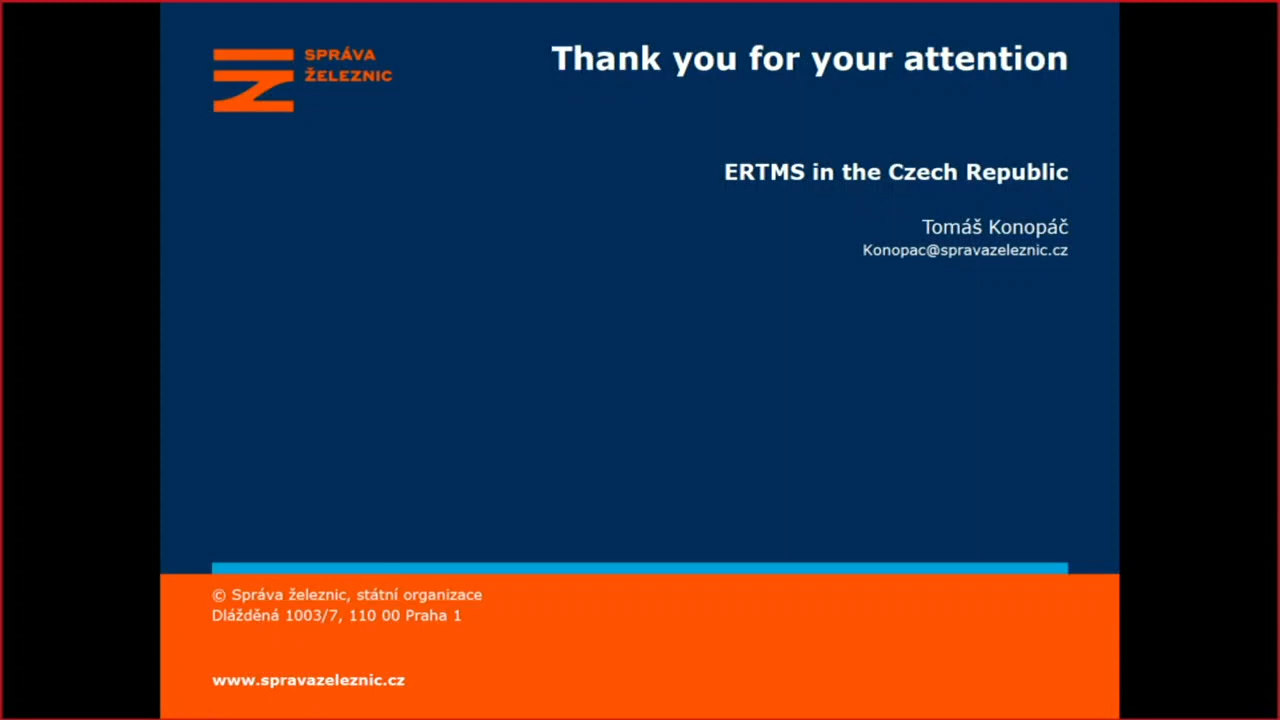 SPRÁVA
ŽELEZNIC
Thank you for your attention
ERTMS in the Czech Republic
Tomáš Konopáč
Konopac@spravazeleznic.cz
© Správa železnic, státní organizace
Dlážděná 1003/7, 110 00 Praha 1
www.spravazeleznic.cz